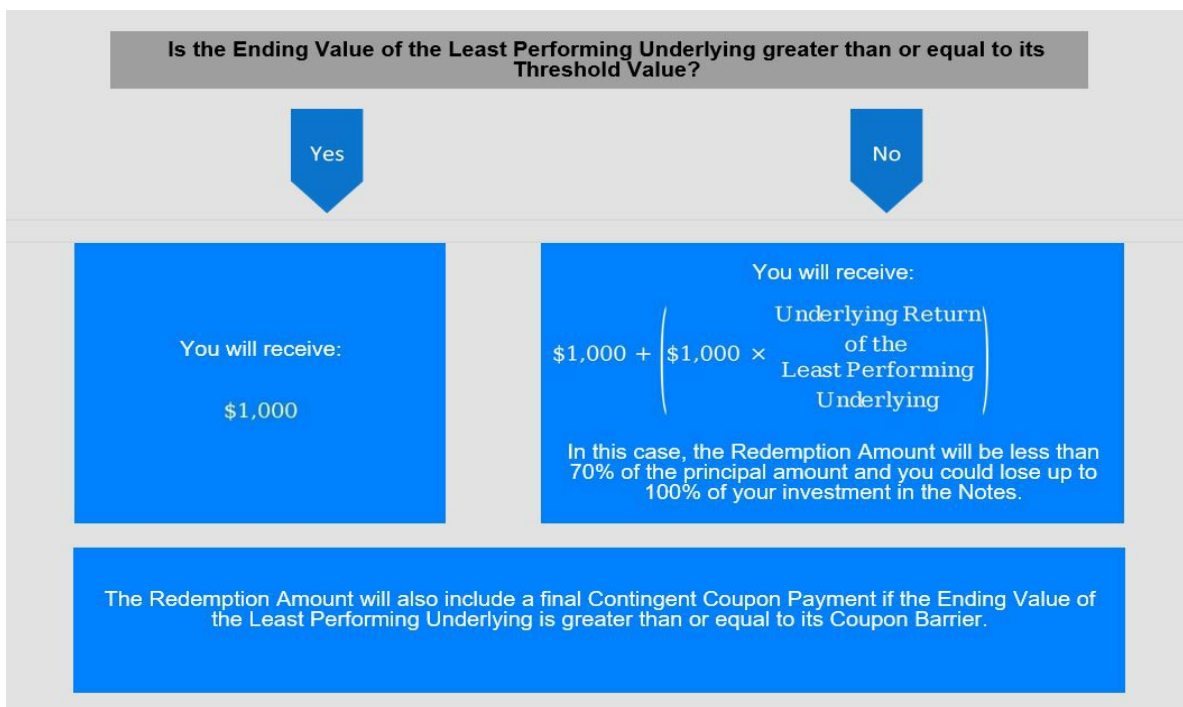 Is the Ending Value of the Least Performing Underlying greater than or equal to its
Threshold Value?
Yes
No
You will receive:
$1,000
You will receive:
$1,000 + ($1,000 × Underlying Return
of the
Least Performing
Underlying)
In this case, the Redemption Amount will be less than
70% of the principal amount and you could lose up to
100% of your investment in the Notes.
The Redemption Amount will also include a final Contingent Coupon Payment if the Ending Value of
the Least Performing Underlying is greater than or equal to its Coupon Barrier.